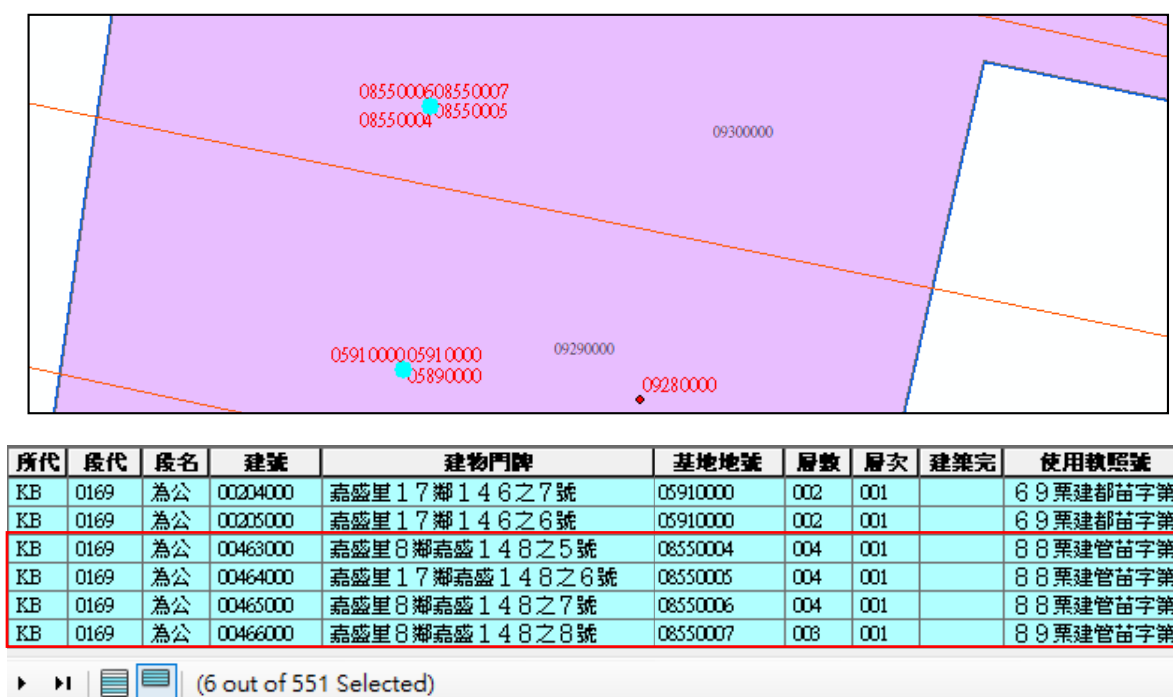 08550006 08550007
08550004 08550005
09300000
05910000 05910000
05890000
09290000
09280000
所代 段代 段名 建號 建物門牌 基地地號 層數 層次 建築完 使用執照號
KB 0169 為公 00204000 嘉盛里17鄰146之7號 05910000 002 001 69栗建都苗字第
KB 0169 為公 00205000 嘉盛里17鄰146之6號 05910000 002 001 69栗建都苗字第
KB 0169 為公 00463000 嘉盛里8鄰嘉盛148之5號 08550004 004 001 88栗建管苗字第
KB 0169 為公 00464000 嘉盛里17鄰嘉盛148之6號 08550005 004 001 88栗建管苗字第
KB 0169 為公 00465000 嘉盛里8鄰嘉盛148之7號 08550006 004 001 88栗建管苗字第
KB 0169 為公 00466000 嘉盛里8鄰嘉盛148之8號 08550007 003 001 89栗建管苗字第
(6 out of 551 Selected)